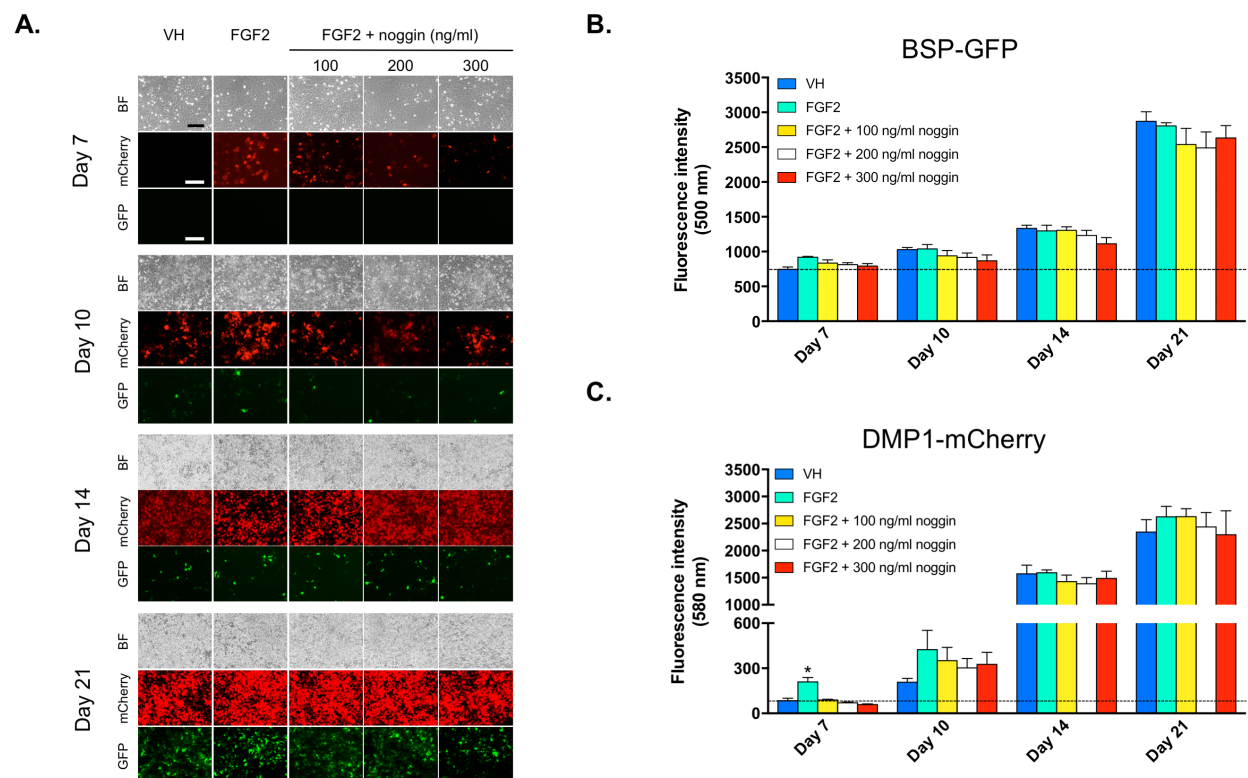 A.
VH
FGF2
FGF2 + noggin (ng/ml)
100
200
300
Day 7
BF
mCherry
GFP
Day 10
BF
mCherry
GFP
Day 14
BF
mCherry
GFP
Day 21
BF
mCherry
GFP
B.
BSP-GFP
Fluorescence intensity
(500 nm)
3500
3000
2500
2000
1500
1000
500
0
VH
FGF2
FGF2 + 100 ng/ml noggin
FGF2 + 200 ng/ml noggin
FGF2 + 300 ng/ml noggin
Day 7
Day 10
Day 14
Day 21
C.
DMP1-mCherry
Fluorescence intensity
(580 nm)
3500
3000
2500
2000
1500
1000
600
300
0
VH
FGF2
FGF2 + 100 ng/ml noggin
FGF2 + 200 ng/ml noggin
FGF2 + 300 ng/ml noggin
*
Day 7
Day 10
Day 14
Day 21